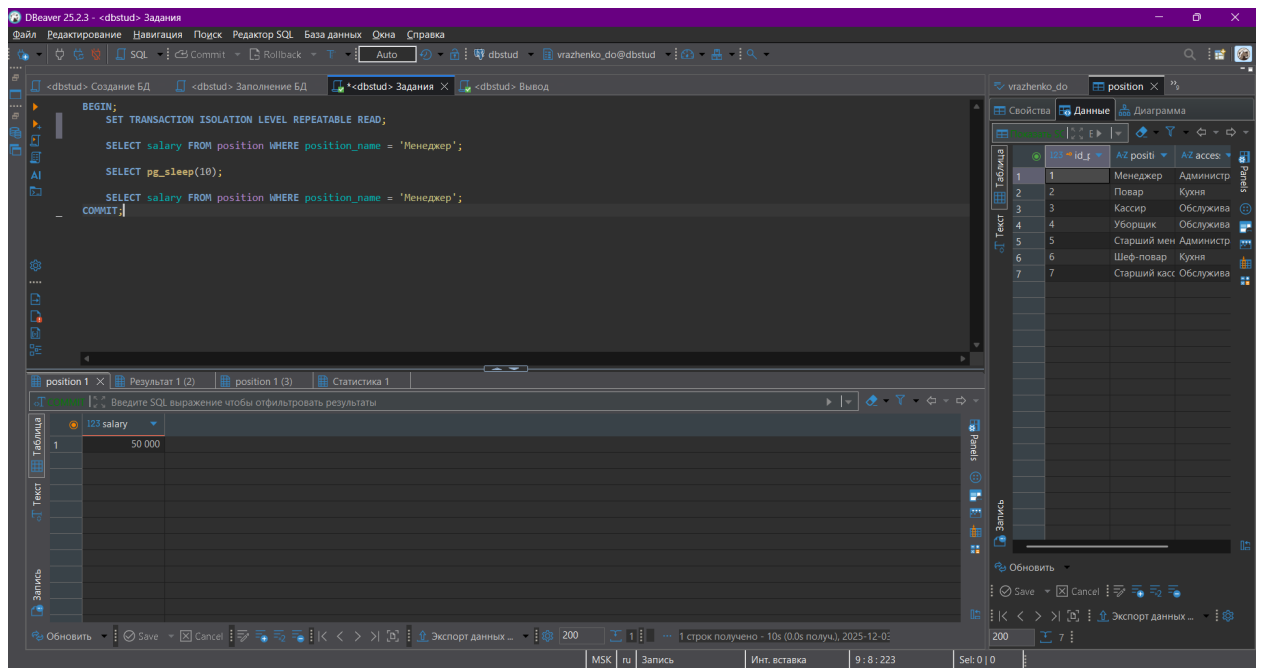 DBeaver 25.2.3 - <dbstud> Задания
Файл Редактирование Навигация Поиск Редактор SQL База данных Окна Справка
SQL Commit Rollback T Auto dbstud vrazhenko_do@dbstud
<dbstud> Создание БД <dbstud> Заполнение БД *<dbstud> Задания <dbstud> Вывод
BEGIN;
SET TRANSACTION ISOLATION LEVEL REPEATABLE READ;
SELECT salary FROM position WHERE position_name = 'Менеджер';
SELECT pg_sleep(10);
SELECT salary FROM position WHERE position_name = 'Менеджер';
COMMIT;
AI
position 1 Результат 1 (2) position 1 (3) Статистика 1
Введите SQL выражение чтобы отфильтровать результаты
Таблица
Текст
Запись
123 salary
1 50 000
Panels
Обновить Save Cancel Экспорт данных ... 200 1 ... 1 строк получено - 10s (0.0s получ.), 2025-12-03
vrazhenko_do position
Свойства Данные Диаграмма
Таблица
Текст
Запись
123 id_ A-Z positi A-Z acces:
1 1 Менеджер Администр
2 2 Повар Кухня
3 3 Кассир Обслужива
4 4 Уборщик Обслужива
5 5 Старший мен Администр
6 6 Шеф-повар Кухня
7 7 Старший касс Обслужива
Panels
Обновить
Save Cancel
Экспорт данных ...
200 7
MSK ru Запись Инт. вставка 9 : 8 : 223 Sel: 0 | 0